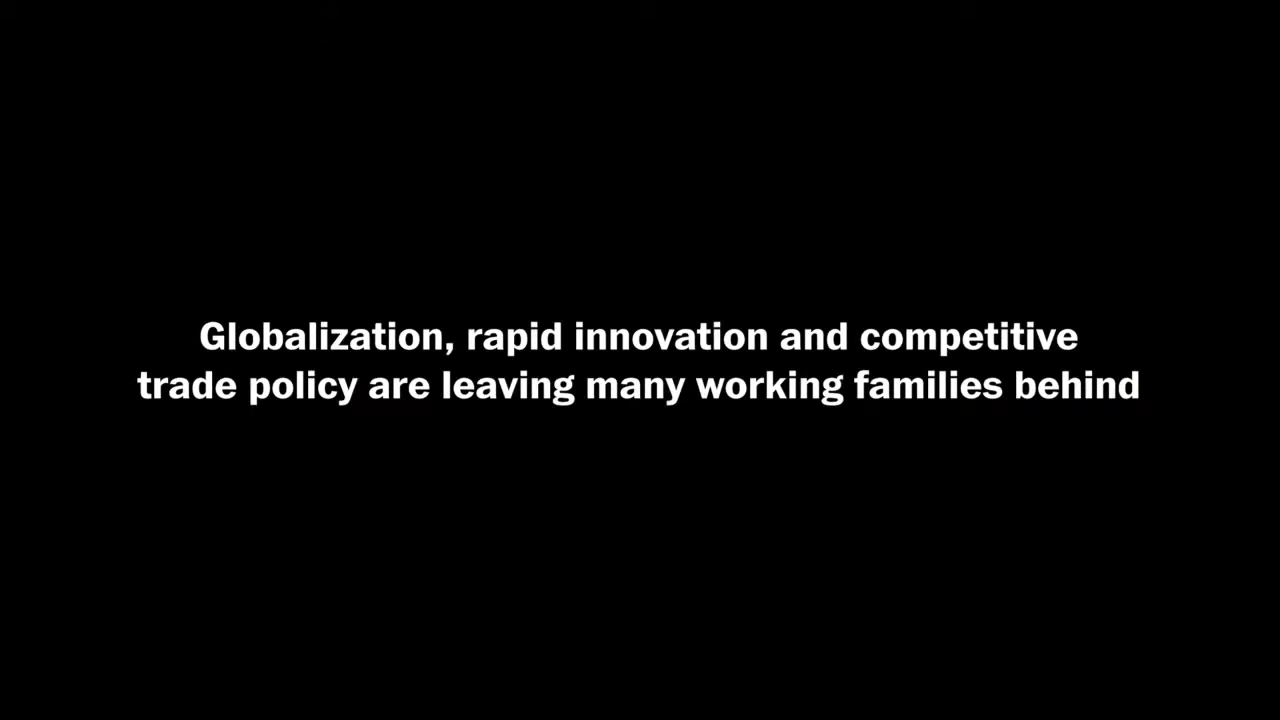 Globalization, rapid innovation and competitive
trade policy are leaving many working families behind